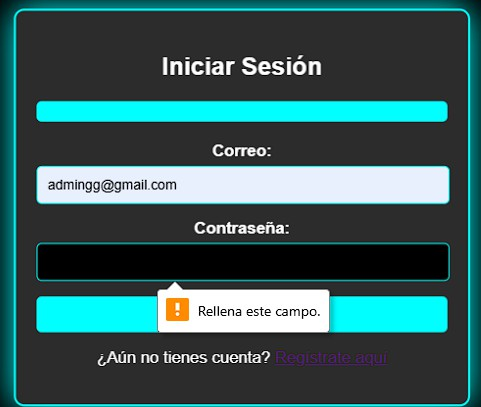 Iniciar Sesión
Correo:
admingg@gmail.com
Contraseña:
Rellena este campo.
¿Aún no tienes cuenta? Regístrate aquí